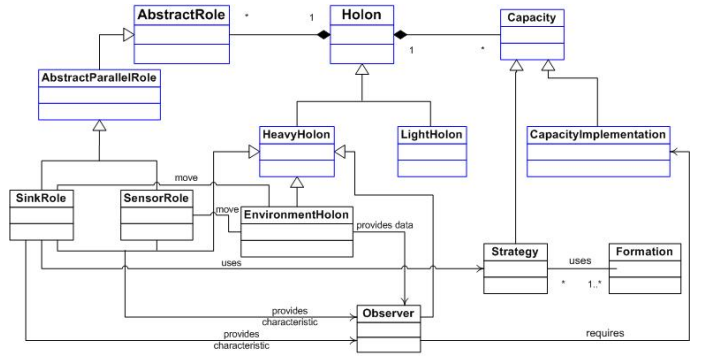 AbstractRole
*
1
Holon
Capacity
1
*
AbstractParallelRole
HeavyHolon
LightHolon
CapacityImplementation
move
SinkRole
SensorRole
move
EnvironmentHolon
provides data
Strategy
uses
Formation
uses
*
1..*
provides
characteristic
Observer
provides
characteristic
requires